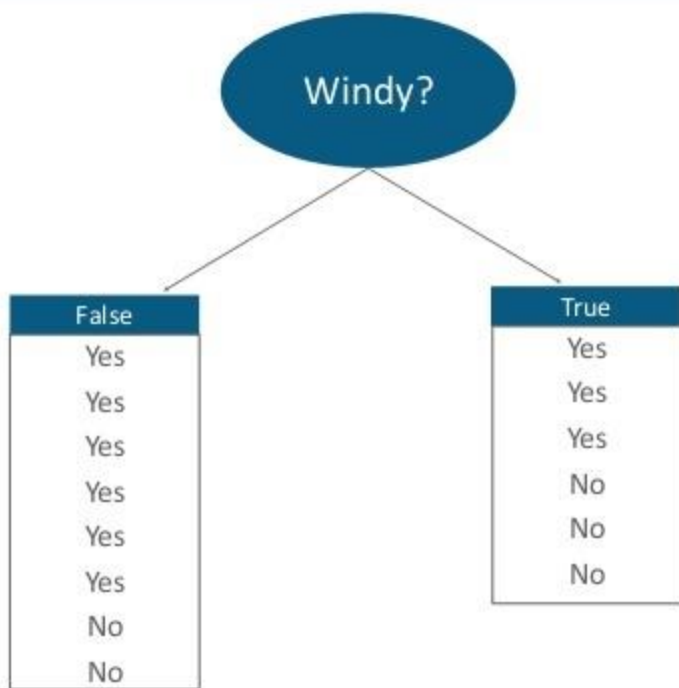 Windy?
False
Yes
Yes
Yes
Yes
Yes
Yes
No
No
True
Yes
Yes
Yes
No
No
No